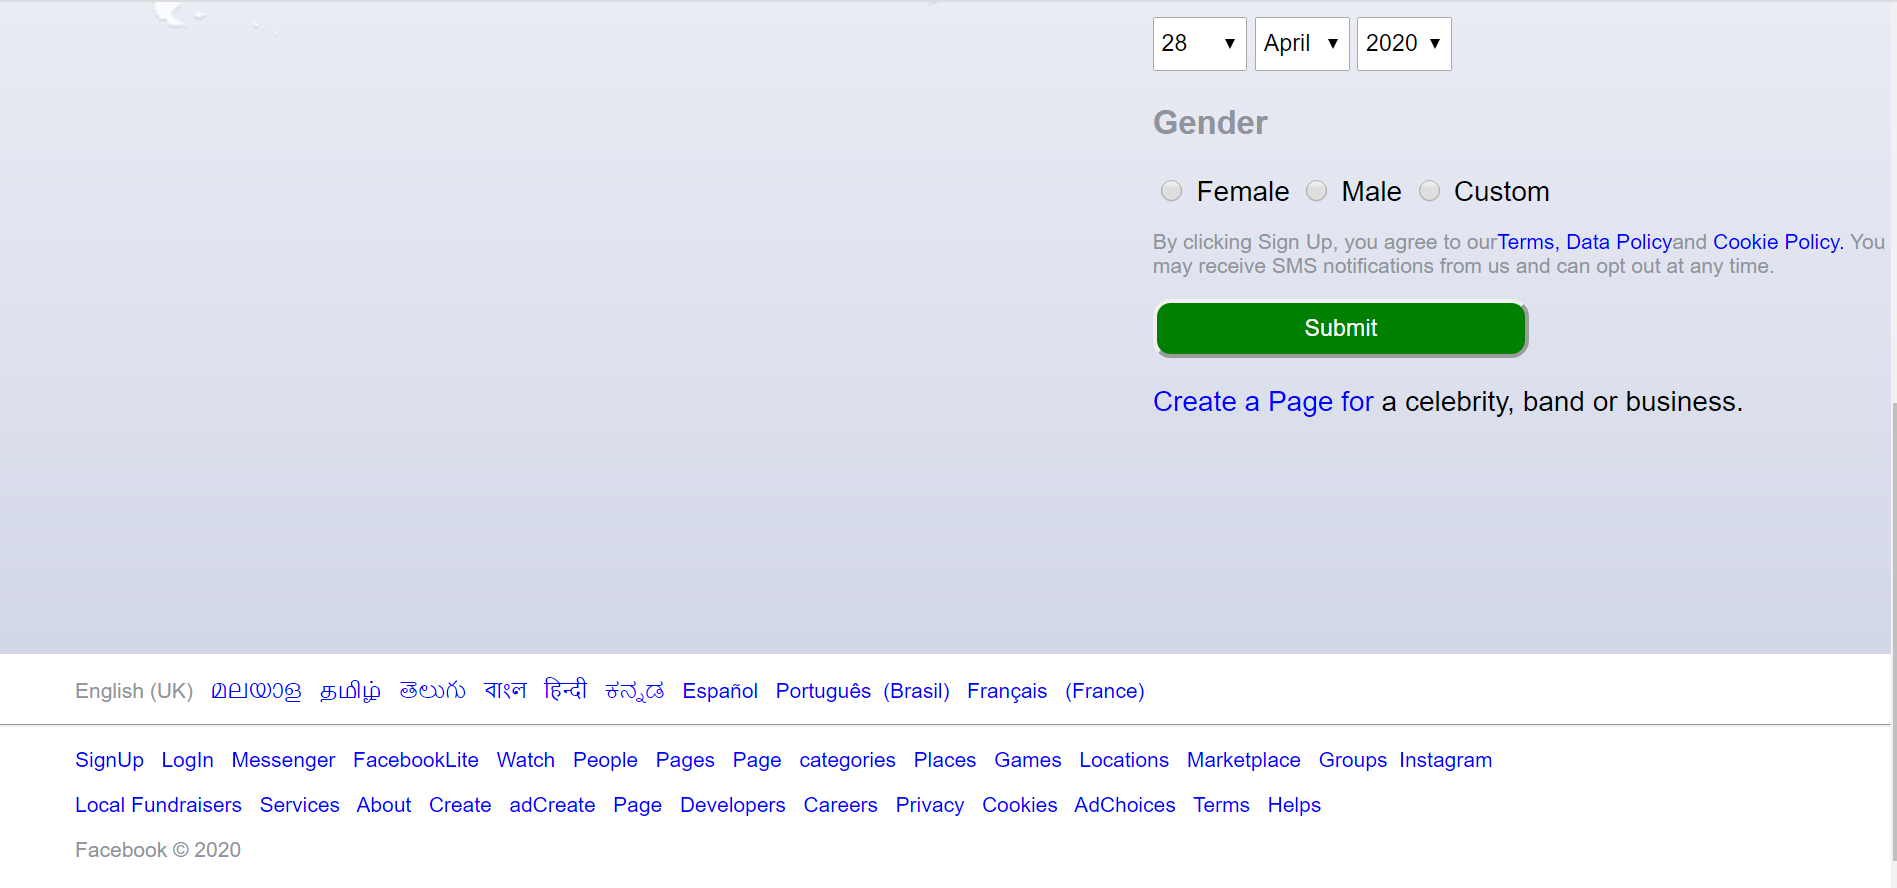 28 April 2020
Gender
Female Male Custom
By clicking Sign Up, you agree to ourTerms, Data Policyand Cookie Policy. You
may receive SMS notifications from us and can opt out at any time.
Submit
Create a Page for a celebrity, band or business.
English (UK) മലയാള தமிழ் తెలుగు বাংল हिन्दी ಕನ್ನಡ Español Português (Brasil) Français (France)
SignUp LogIn Messenger FacebookLite Watch People Pages Page categories Places Games Locations Marketplace Groups Instagram
Local Fundraisers Services About Create adCreate Page Developers Careers Privacy Cookies AdChoices Terms Helps
Facebook © 2020